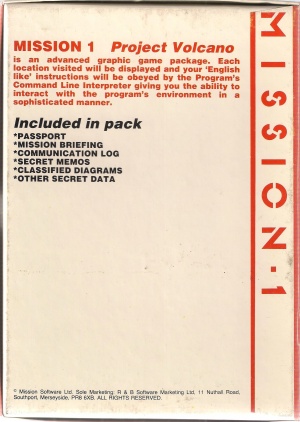 MISSION 1 Project Volcano
is an advanced graphic game package. Each
location visited will be displayed and your 'English
like' instructions will be obeyed by the Program's
Command Line Interpreter giving you the ability to
interact with the program's environment in a
sophisticated manner.
Included in pack
*PASSPORT
*MISSION BRIEFING
*COMMUNICATION LOG
*SECRET MEMOS
*CLASSIFIED DIAGRAMS
*OTHER SECRET DATA
© Mission Software Ltd. Sole Marketing: R & B Software Marketing Ltd, 11 Nuthall Road,
Southport, Merseyside, PR8 6XB. ALL RIGHTS RESERVED.
MISSION·1